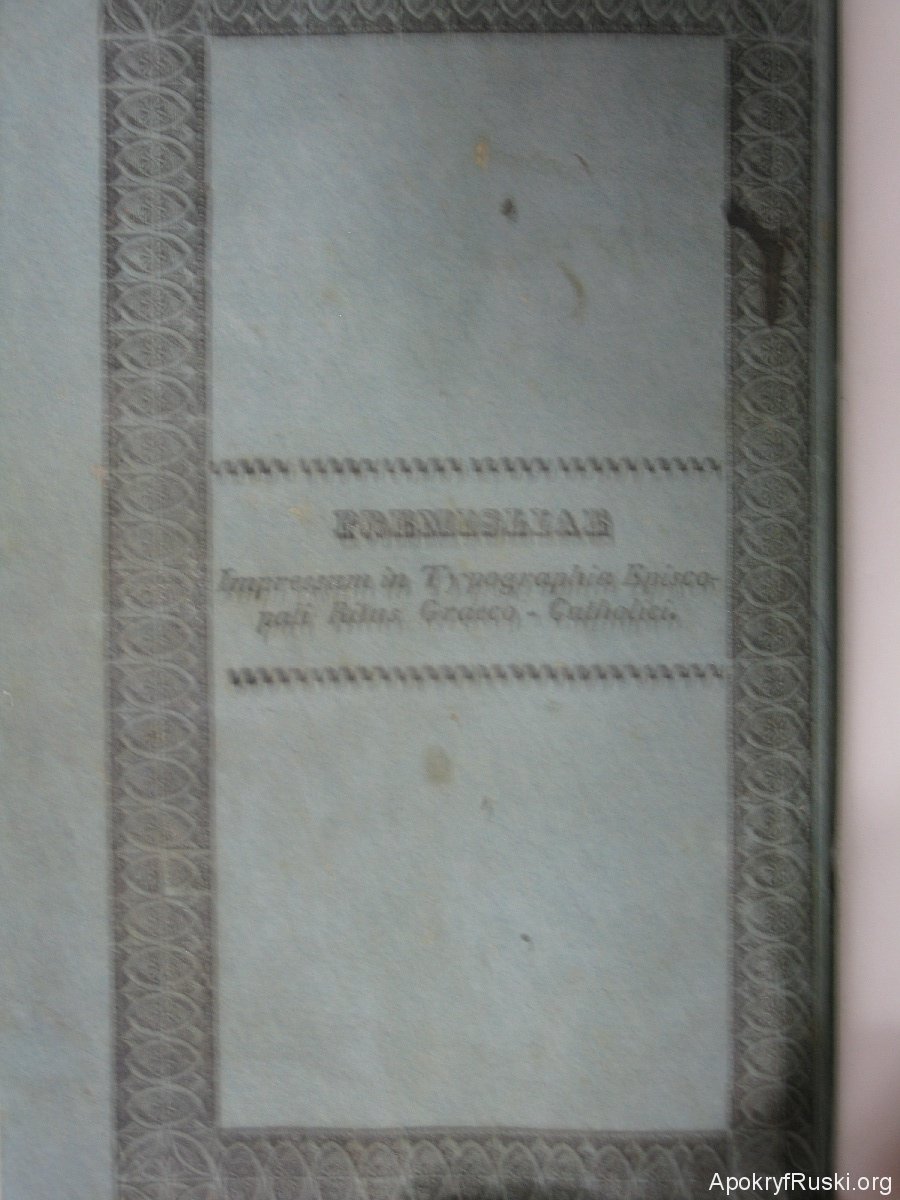 PREMISLIAE
Impressum in Typographia Episco-
pali Ritus Graeco - Catholici.
ApokryfRuski.org